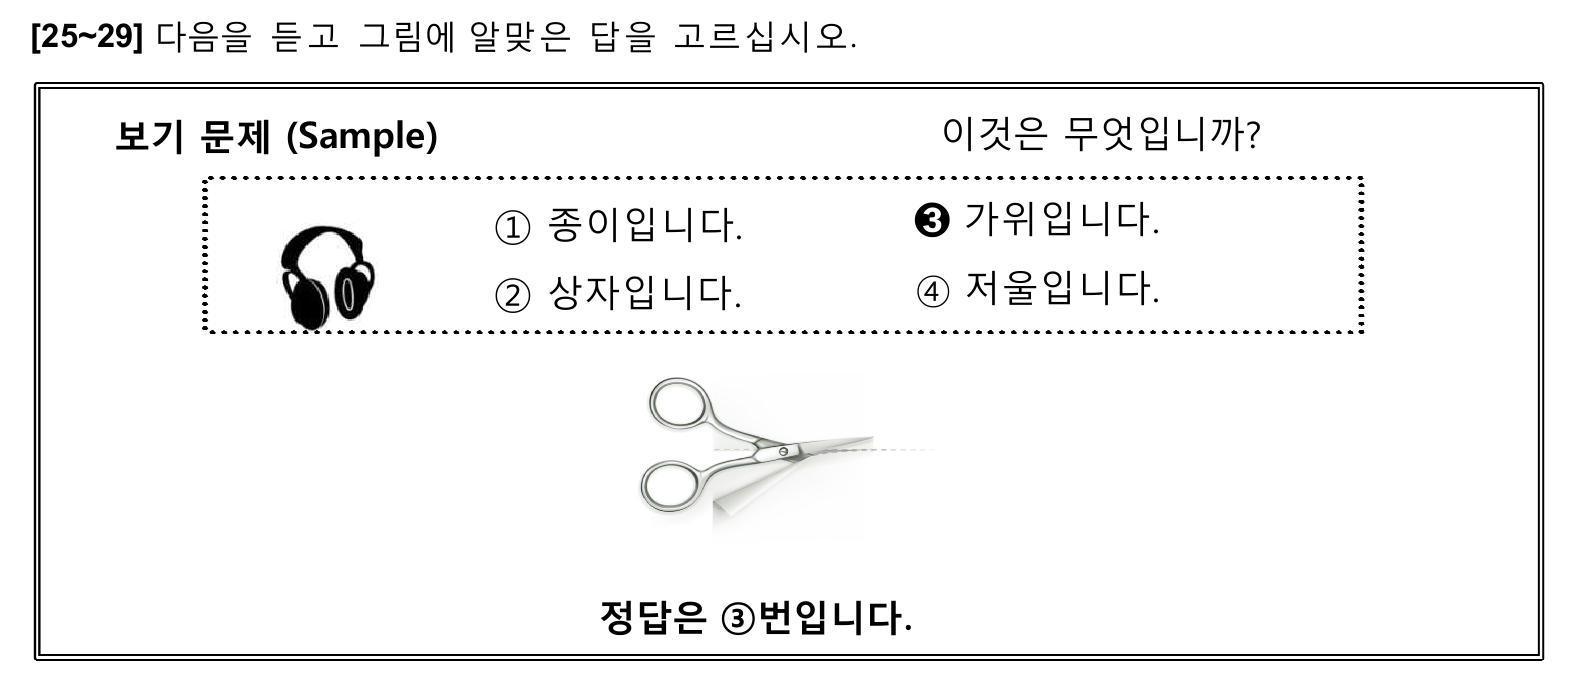 [25~29] 다음을 듣고 그림에 알맞은 답을 고르십시오.
보기 문제 (Sample)
이것은 무엇입니까?
① 종이입니다.
② 상자입니다.
❸ 가위입니다.
④ 저울입니다.
정답은 ③번입니다.